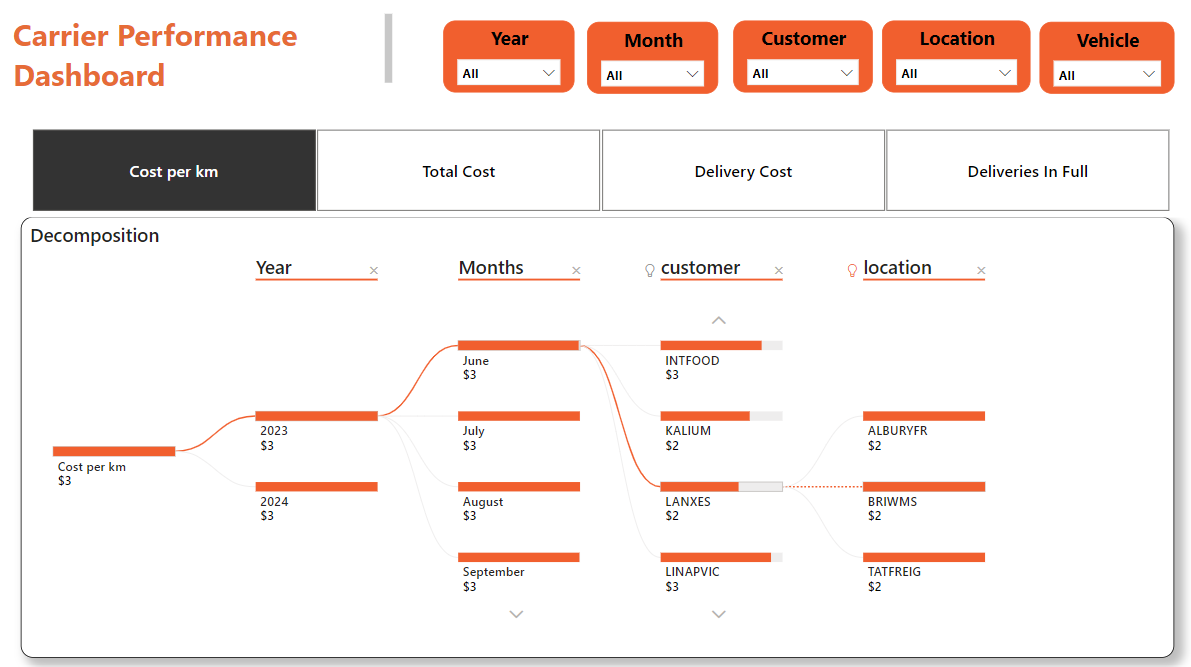 Carrier Performance
Dashboard
Year
All
Month
All
Customer
All
Location
All
Vehicle
All
Cost per km
Total Cost
Delivery Cost
Deliveries In Full
Decomposition
Year
Months
customer
location
Cost per km
$3
2023
$3
2024
$3
June
$3
July
$3
August
$3
September
$3
INTFOOD
$3
KALIUM
$2
LANXES
$2
LINAPVIC
$3
ALBURYFR
$2
BRIWMS
$2
TATFREIG
$2